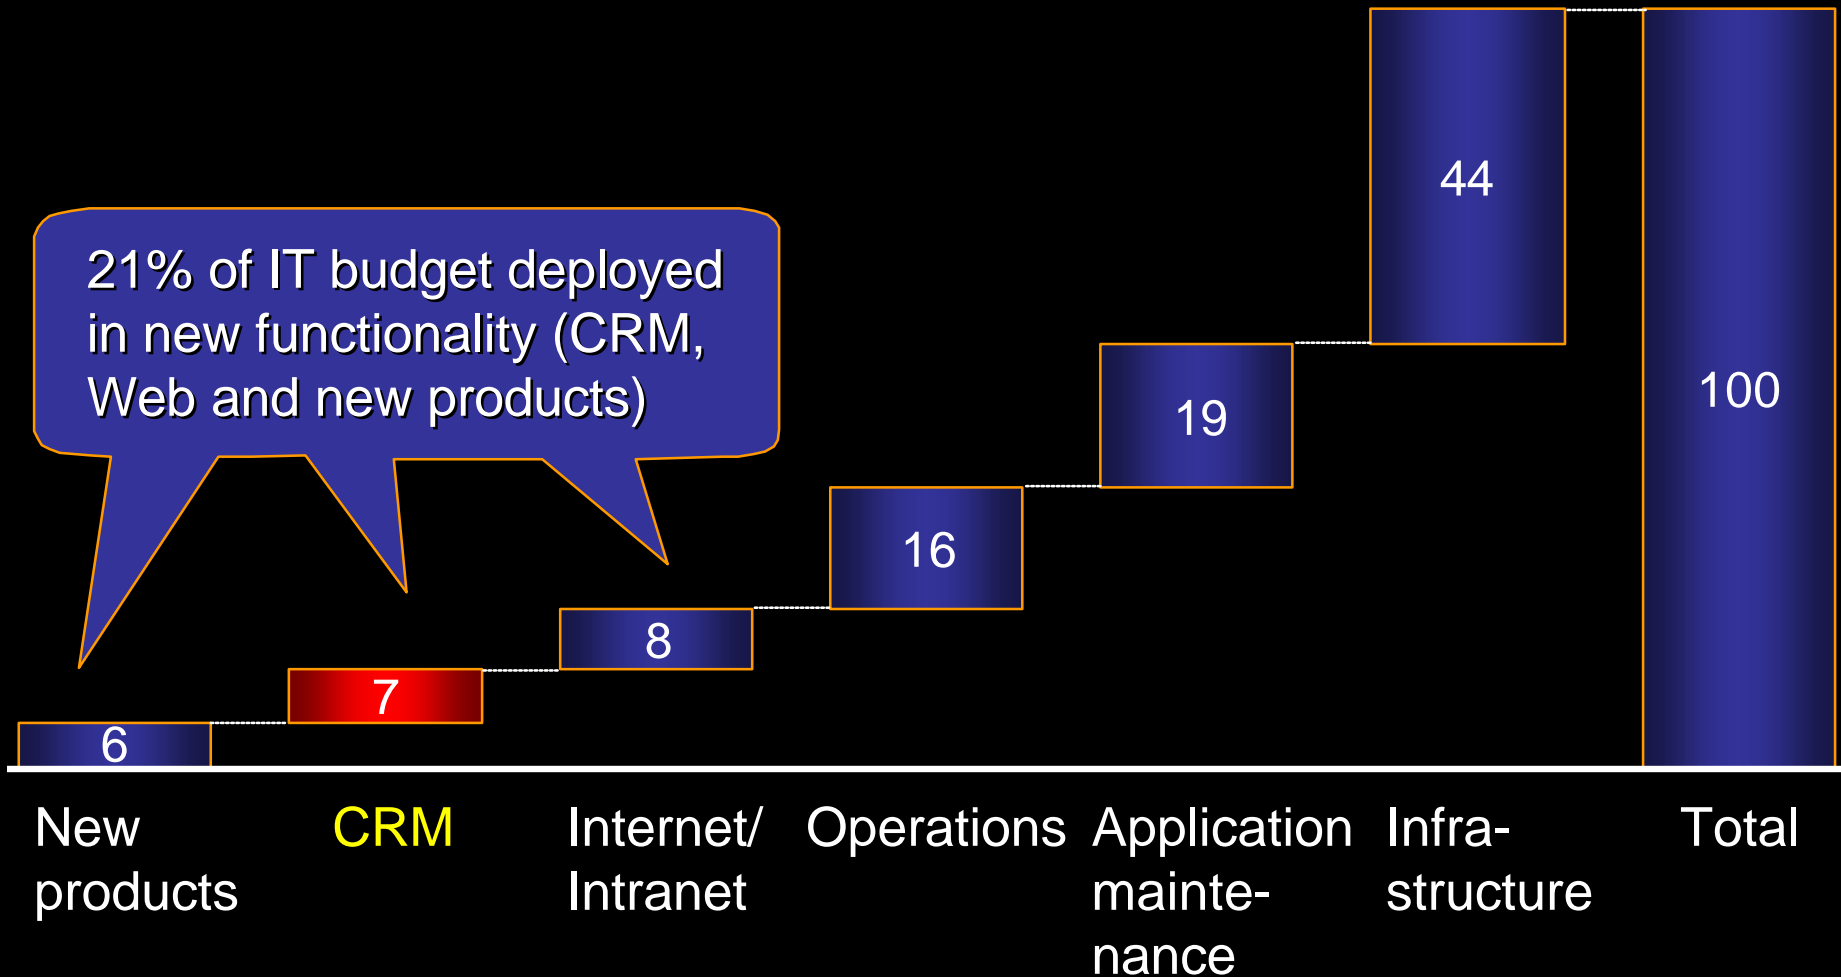 21% of IT budget deployed
in new functionality (CRM,
Web and new products)
44
100
19
16
8
7
6
New
products
CRM
Internet/
Intranet
Operations
Application
mainte-
nance
Infra-
structure
Total